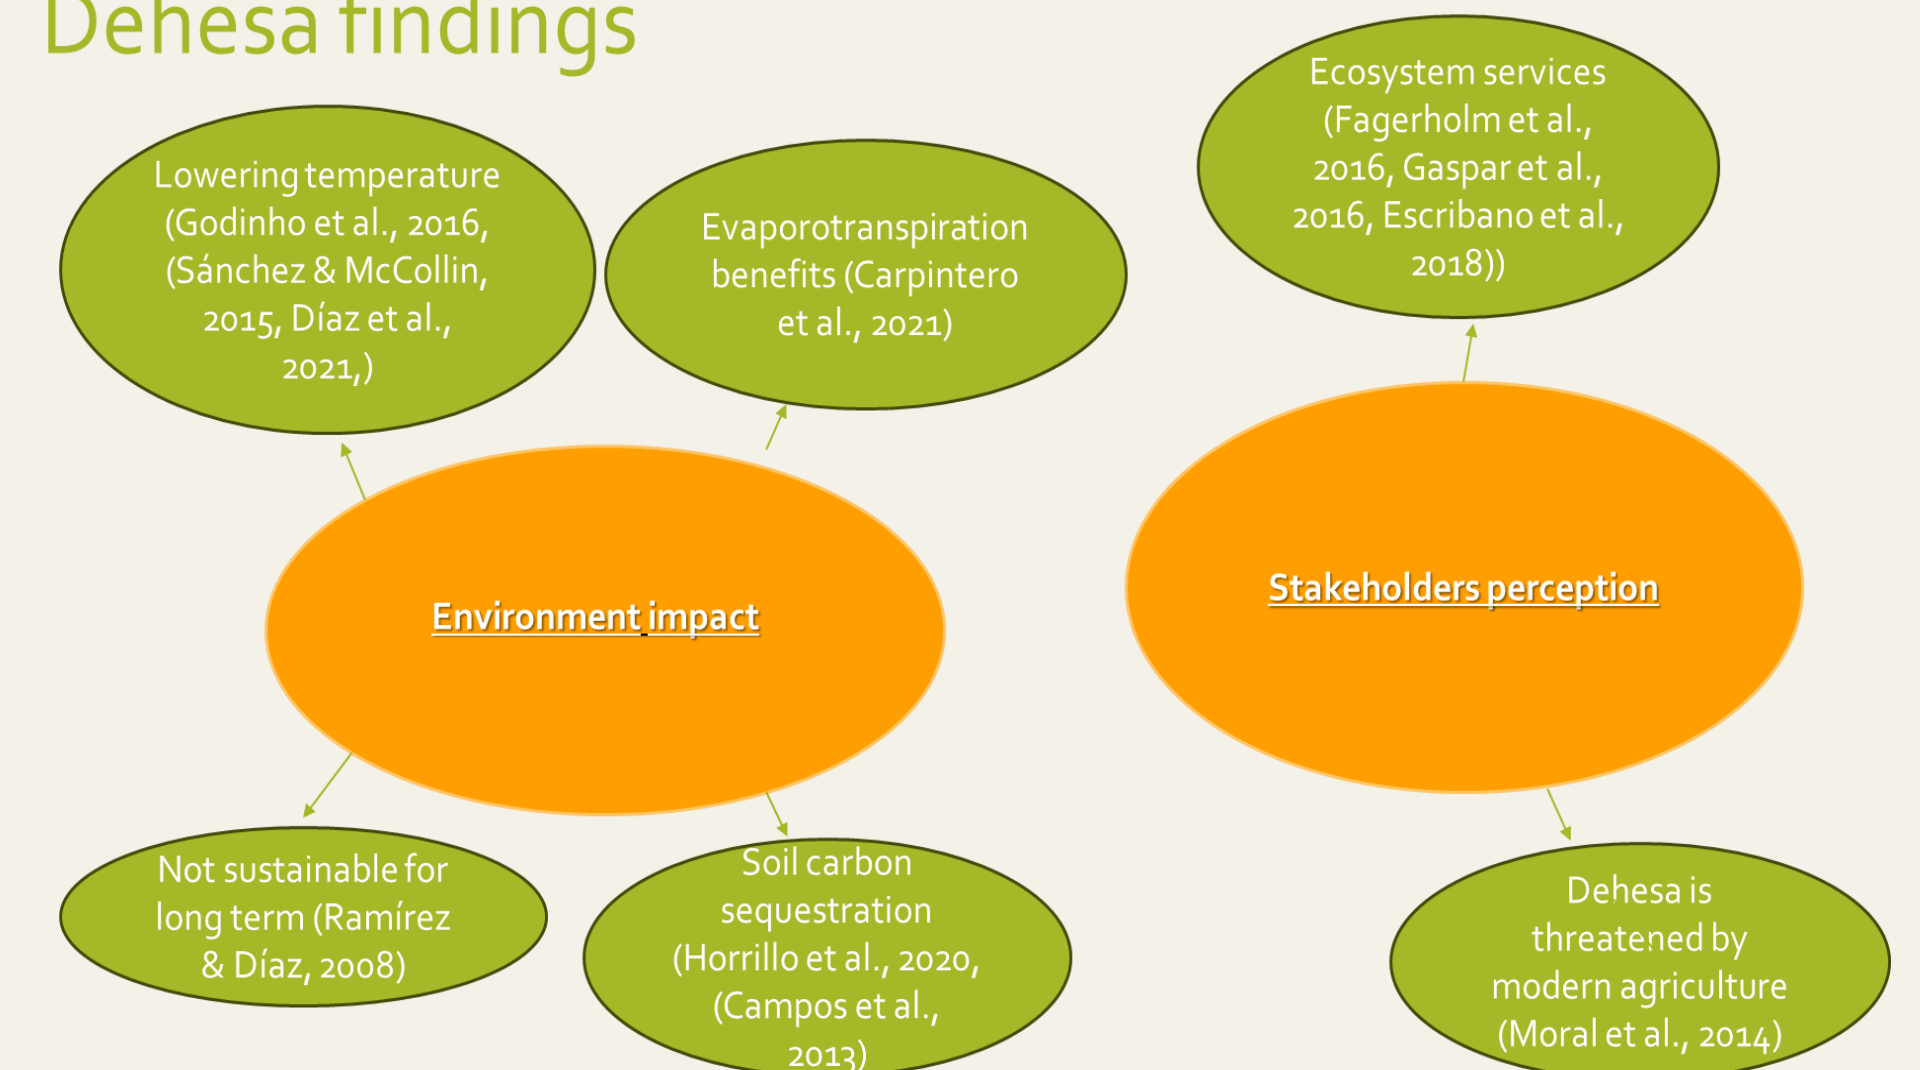 Dehesa findings
Lowering temperature
(Godinho et al., 2016,
(Sánchez & McCollin,
2015, Díaz et al.,
2021,)
Evaporotranspiration
benefits (Carpintero
et al., 2021)
Ecosystem services
(Fagerholm et al.,
2016, Gaspar et al.,
2016, Escribano et al.,
2018))
Environment impact
Stakeholders perception
Not sustainable for
long term (Ramírez
& Díaz, 2008)
Soil carbon
sequestration
(Horrillo et al., 2020,
(Campos et al.,
2013)
Dehesa is
threatened by
modern agriculture
(Moral et al., 2014)